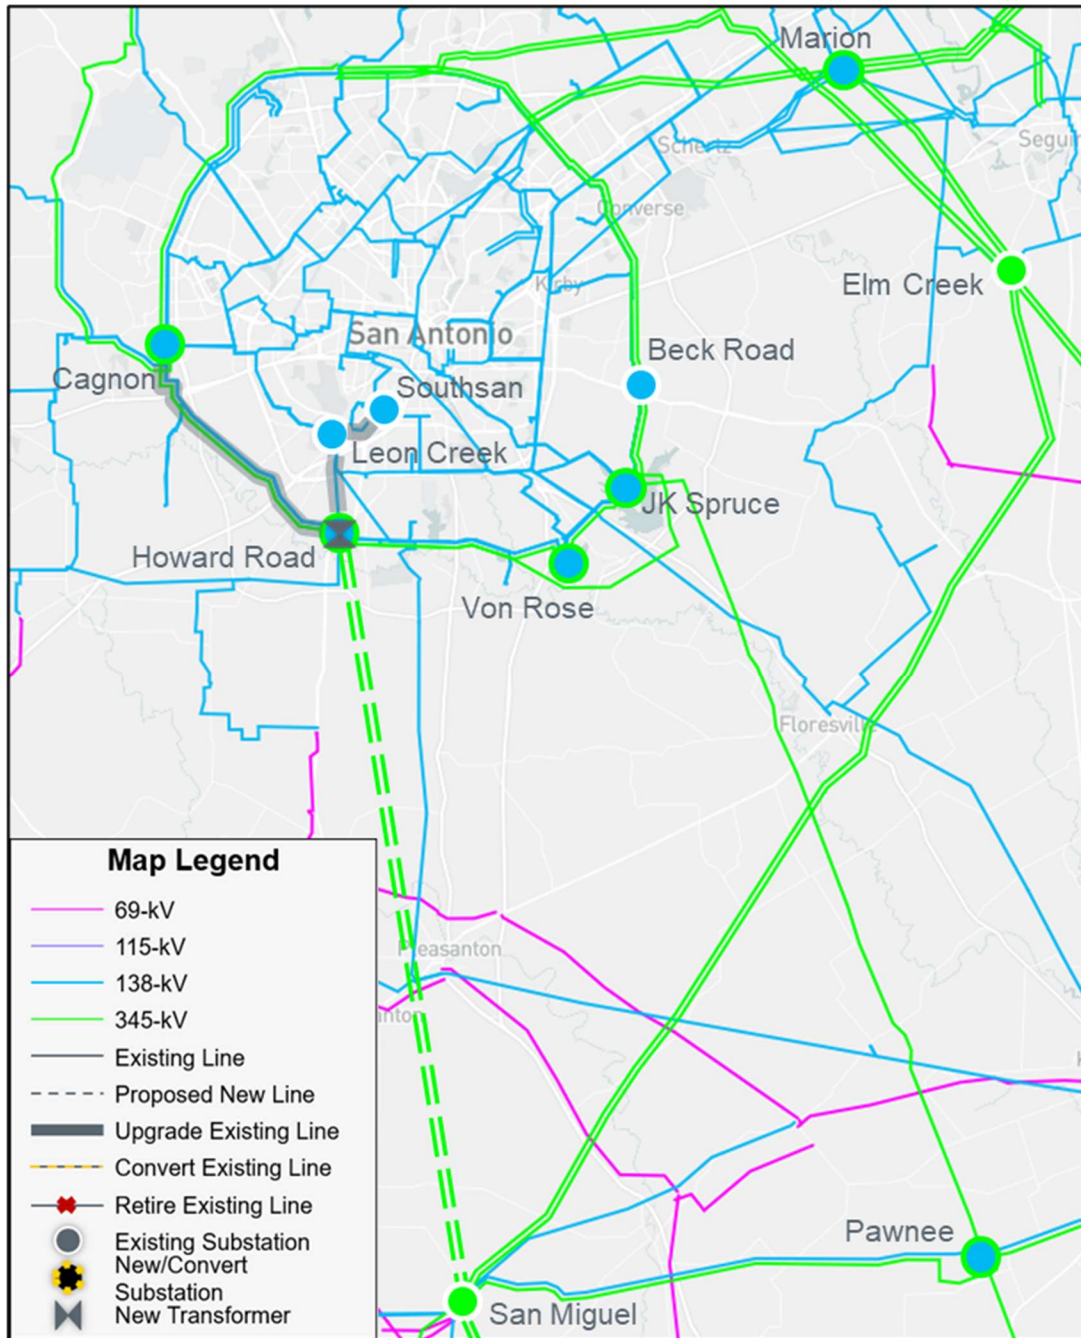 Marion
Schertz
Converse
Elm Creek
Kirby
San Antonio
Beck Road
Cagnon
Southsan
Leon Creek
JK Spruce
Howard Road
Von Rose
Floresville
Pleasanton
San Miguel
Pawnee
Map Legend
69-kV
115-kV
138-kV
345-kV
Existing Line
Proposed New Line
Upgrade Existing Line
Convert Existing Line
Retire Existing Line
Existing Substation
New/Convert
Substation
New Transformer